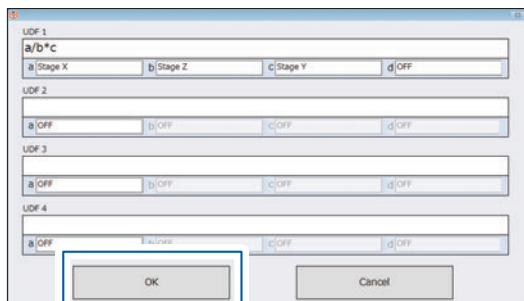 UDF 1
a/b*c
a Stage X b Stage Z c Stage Y d OFF
UDF 2
a OFF b OFF c OFF d OFF
UDF 3
a OFF b OFF c OFF d OFF
UDF 4
a OFF b OFF c OFF d OFF
OK Cancel